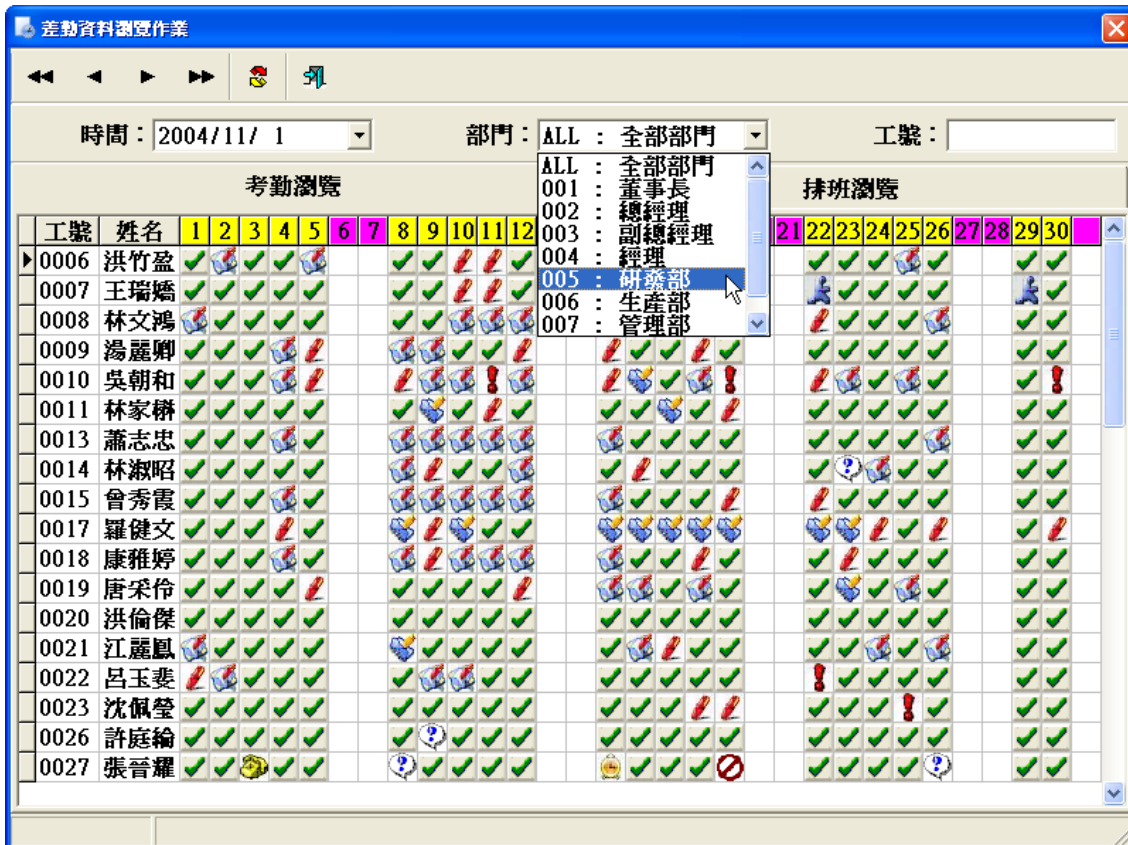 差勤資料瀏覽作業
時間：2004/11/ 1 部門：ALL : 全部部門 工號：
ALL : 全部部門
001 : 董事長
002 : 總經理
003 : 副總經理
004 : 經理
005 : 研發部
006 : 生產部
007 : 管理部
考勤瀏覽 排班瀏覽
工號 姓名 1 2 3 4 5 6 7 8 9 10 11 12 21 22 23 24 25 26 27 28 29 30
0006 洪竹盈
0007 王瑞嬌
0008 林文鴻
0009 湯麗卿
0010 吳朝和
0011 林家
0013 蕭志忠
0014 林淑昭
0015 曾秀霞
0017 羅健文
0018 康雅婷
0019 唐采伶
0020 洪倫傑
0021 江麗鳳
0022 呂玉斐
0023 沈佩瑩
0026 許庭綸
0027 張晉耀